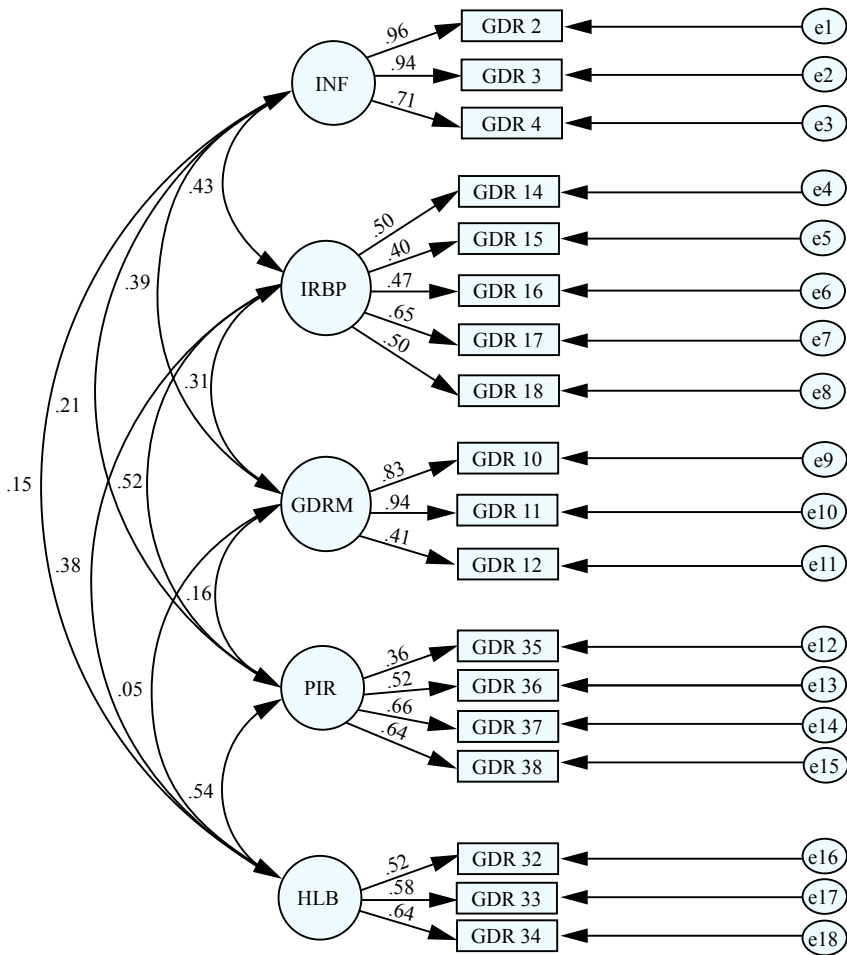 .96
GDR 2
e1
INF
.94
GDR 3
e2
.71
GDR 4
e3
.43
.50
GDR 14
e4
.40
GDR 15
e5
.39
IRBP
.47
GDR 16
e6
.65
GDR 17
e7
.50
GDR 18
e8
.31
.21
.83
GDR 10
e9
.15
.52
GDRM
.94
GDR 11
e10
.41
GDR 12
e11
.38
.16
.36
GDR 35
e12
.05
PIR
.52
GDR 36
e13
.66
GDR 37
e14
.64
GDR 38
e15
.54
.52
GDR 32
e16
HLB
.58
GDR 33
e17
.64
GDR 34
e18